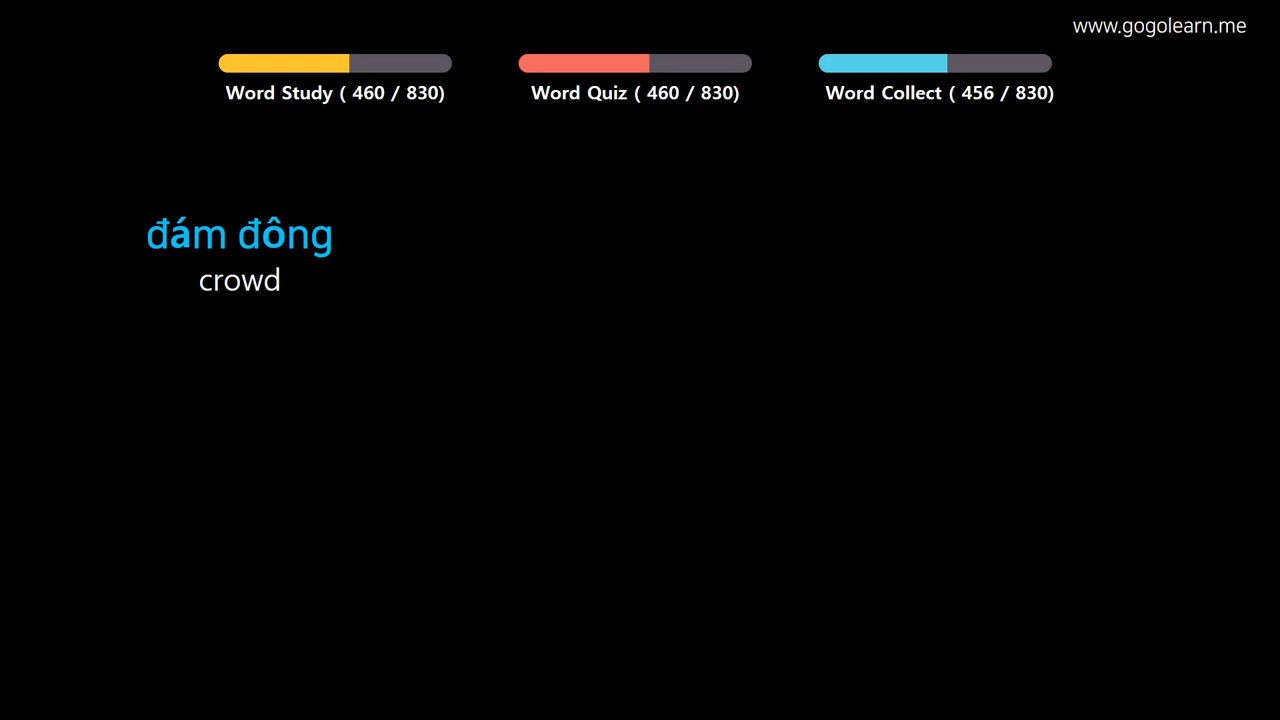 www.gogolearn.me
Word Study ( 460 / 830)
Word Quiz ( 460 / 830)
Word Collect ( 456 / 830)
đám đông
crowd